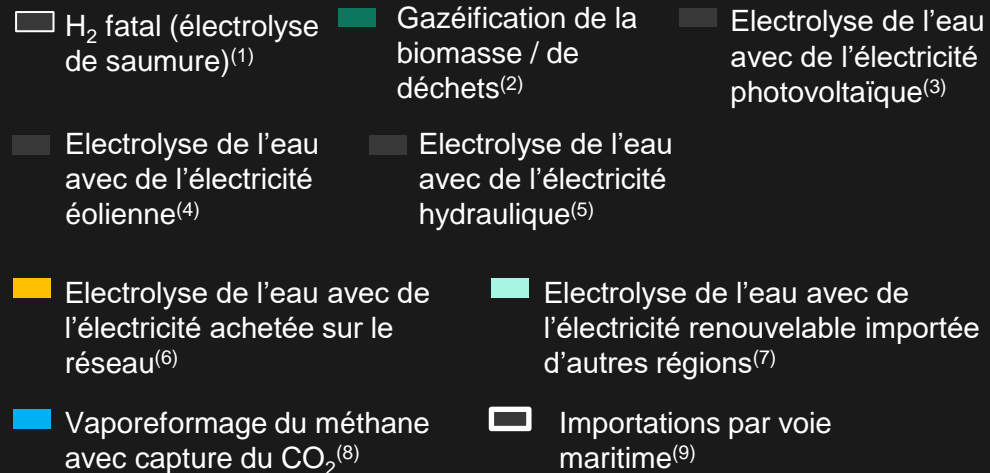 H₂ fatal (électrolyse
de saumure)⁽¹⁾
Gazéification de la
biomasse / de
déchets⁽²⁾
Electrolyse de l'eau
avec de l'électricité
photovoltaïque⁽³⁾
Electrolyse de l'eau
avec de l'électricité
éolienne⁽⁴⁾
Electrolyse de l'eau
avec de l'électricité
hydraulique⁽⁵⁾
Electrolyse de l'eau avec de
l'électricité achetée sur le
réseau⁽⁶⁾
Electrolyse de l'eau avec de
l'électricité renouvelable importée
d'autres régions⁽⁷⁾
Vaporeformage du méthane
avec capture du CO₂⁽⁸⁾
Importations par voie
maritime⁽⁹⁾